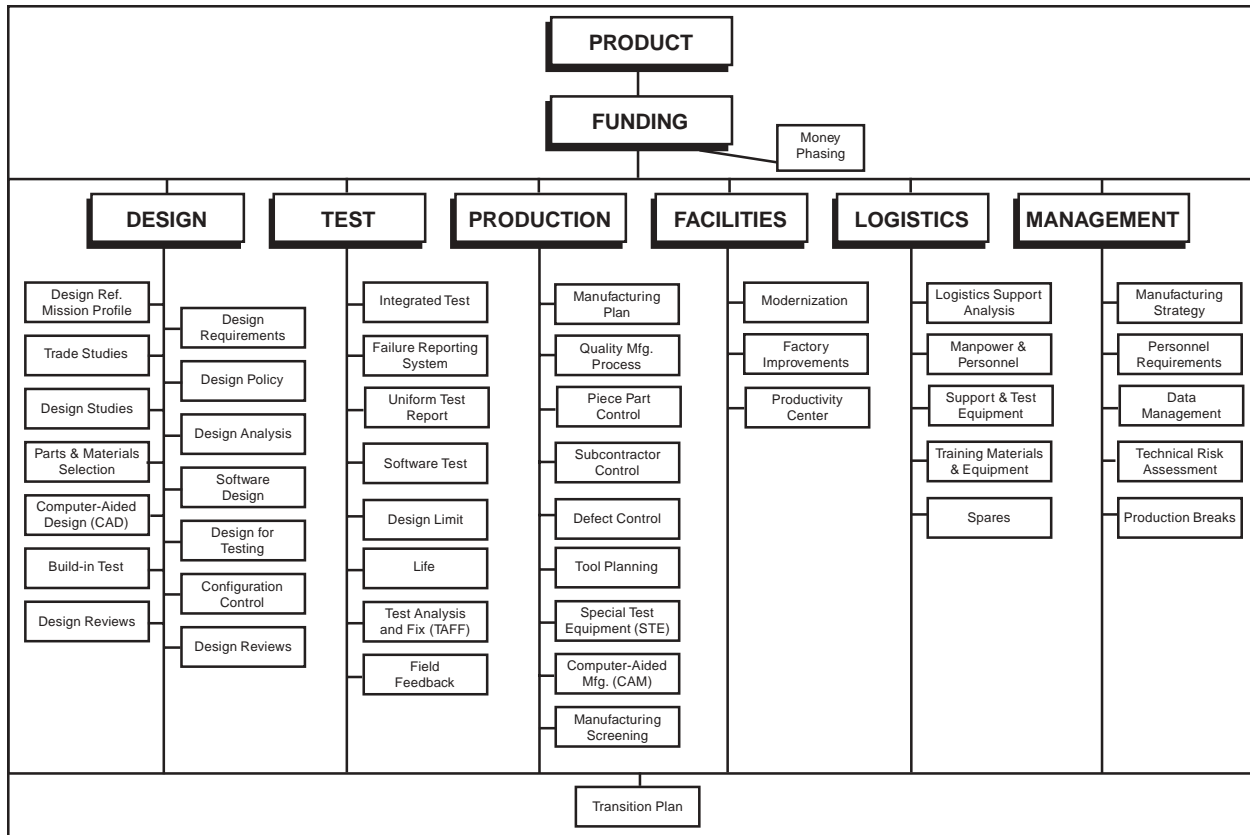 PRODUCT
FUNDING
Money
Phasing
DESIGN
TEST
PRODUCTION
FACILITIES
LOGISTICS
MANAGEMENT
Design Ref.
Mission Profile
Trade Studies
Design Studies
Parts & Materials
Selection
Computer-Aided
Design (CAD)
Build-in Test
Design Reviews
Design
Requirements
Design Policy
Design Analysis
Software
Design
Design for
Testing
Configuration
Control
Design Reviews
Integrated Test
Failure Reporting
System
Uniform Test
Report
Software Test
Design Limit
Life
Test Analysis
and Fix (TAFF)
Field
Feedback
Manufacturing
Plan
Quality Mfg.
Process
Piece Part
Control
Subcontractor
Control
Defect Control
Tool Planning
Special Test
Equipment (STE)
Computer-Aided
Mfg. (CAM)
Manufacturing
Screening
Modernization
Factory
Improvements
Productivity
Center
Logistics Support
Analysis
Manpower &
Personnel
Support & Test
Equipment
Training Materials
& Equipment
Spares
Manufacturing
Strategy
Personnel
Requirements
Data
Management
Technical Risk
Assessment
Production Breaks
Transition Plan